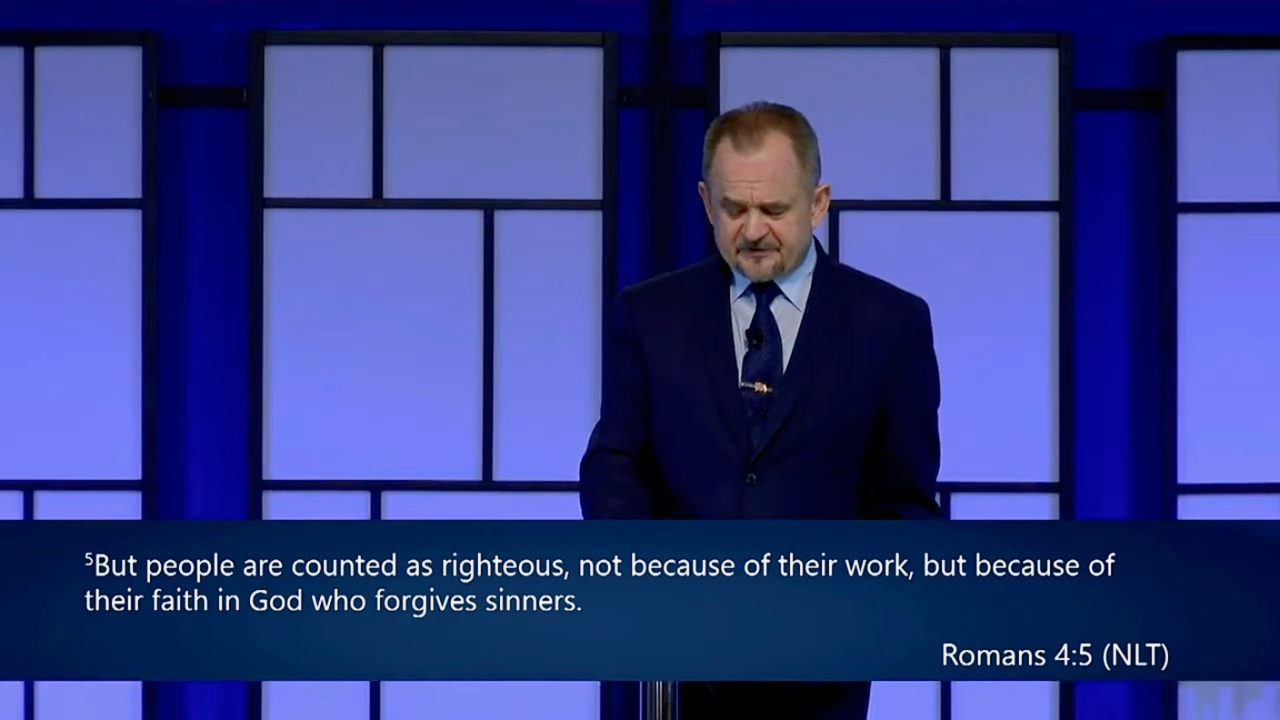 ⁵But people are counted as righteous, not because of their work, but because of
their faith in God who forgives sinners.
Romans 4:5 (NLT)